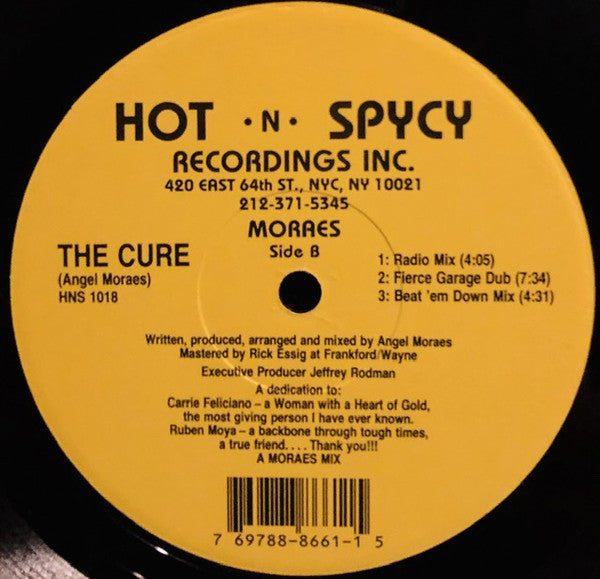 HOT · N · SPYCY
RECORDINGS INC.
420 EAST 64th ST., NYC, NY 10021
212-371-5345
MORAES
Side B
THE CURE
(Angel Moraes)
HNS 1018
1: Radio Mix (4:05)
2: Fierce Garage Dub (7:34)
3: Beat 'em Down Mix (4:31)
Written, produced, arranged and mixed by Angel Moraes
Mastered by Rick Essig at Frankford/Wayne
Executive Producer Jeffrey Rodman
A dedication to:
Carrie Feliciano – a Woman with a Heart of Gold,
the most giving person I have ever known.
Ruben Moya – a backbone through tough times,
a true friend. . . . Thank you!!!
A MORAES MIX
7 69788-8661-1 5